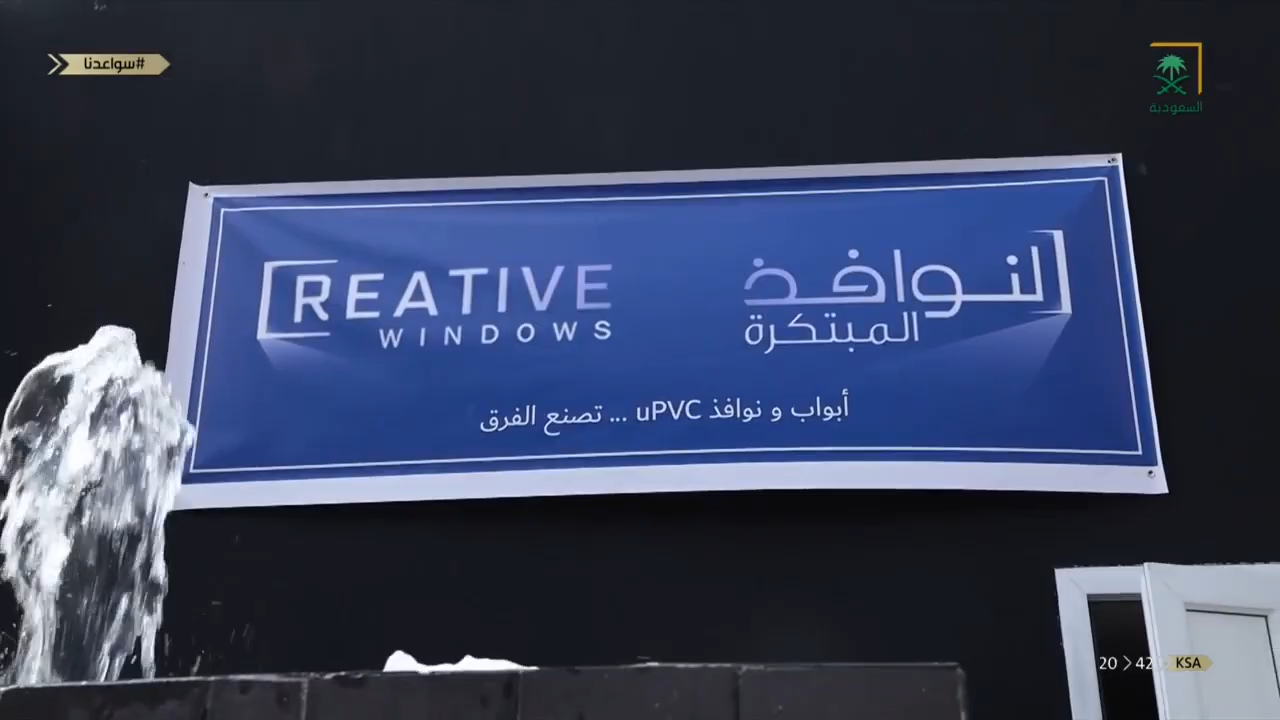 #سواعدنا
السعودية
[REATIVE
WINDOWS
النوافذ
المبتكرة
أبواب و نوافذ uPVC ... تصنع الفرق
20 42 KSA